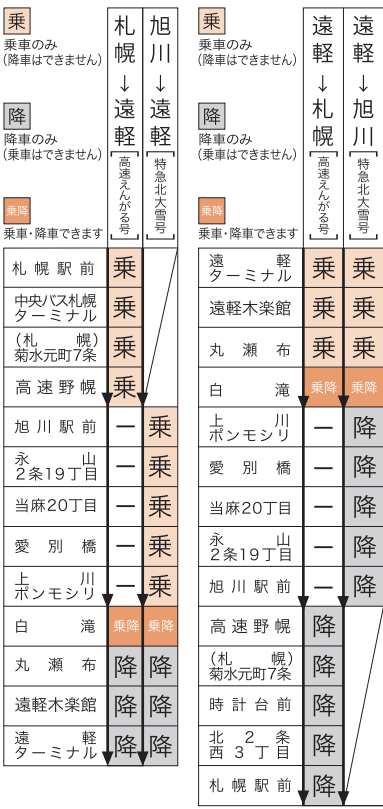 乗
乗車のみ
(降車はできません)
降
降車のみ
(乗車はできません)
乗降
乗車・降車できます
札幌→遠軽
高速えんがる号
旭川→遠軽
特急北大雪号
札幌駅前 乗
中央バス札幌
ターミナル 乗
(札幌)
菊水元町7条 乗
高速野幌 乗
旭川駅前 ー 乗
永山
2条19丁目 ー 乗
当麻20丁目 ー 乗
愛別橋 ー 乗
上川
ポンモシリ ー 乗
白滝 乗降 乗降
丸瀬布 降 降
遠軽木楽館 降 降
遠軽
ターミナル 降 降
乗
乗車のみ
(降車はできません)
降
降車のみ
(乗車はできません)
乗降
乗車・降車できます
遠軽→札幌
高速えんがる号
遠軽→旭川
特急北大雪号
遠軽
ターミナル 乗 乗
遠軽木楽館 乗 乗
丸瀬布 乗 乗
白滝 乗降 乗降
上川
ポンモシリ ー 降
愛別橋 ー 降
当麻20丁目 ー 降
永山
2条19丁目 ー 降
旭川駅前 ー 降
高速野幌 降
(札幌)
菊水元町7条 降
時計台前 降
北2条
西3丁目 降
札幌駅前 降